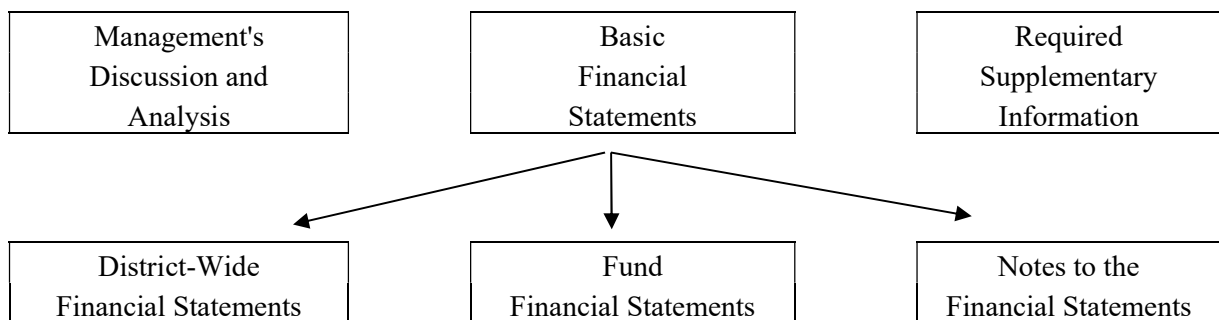 Management's
Discussion and
Analysis
Basic
Financial
Statements
Required
Supplementary
Information
District-Wide
Financial Statements
Fund
Financial Statements
Notes to the
Financial Statements